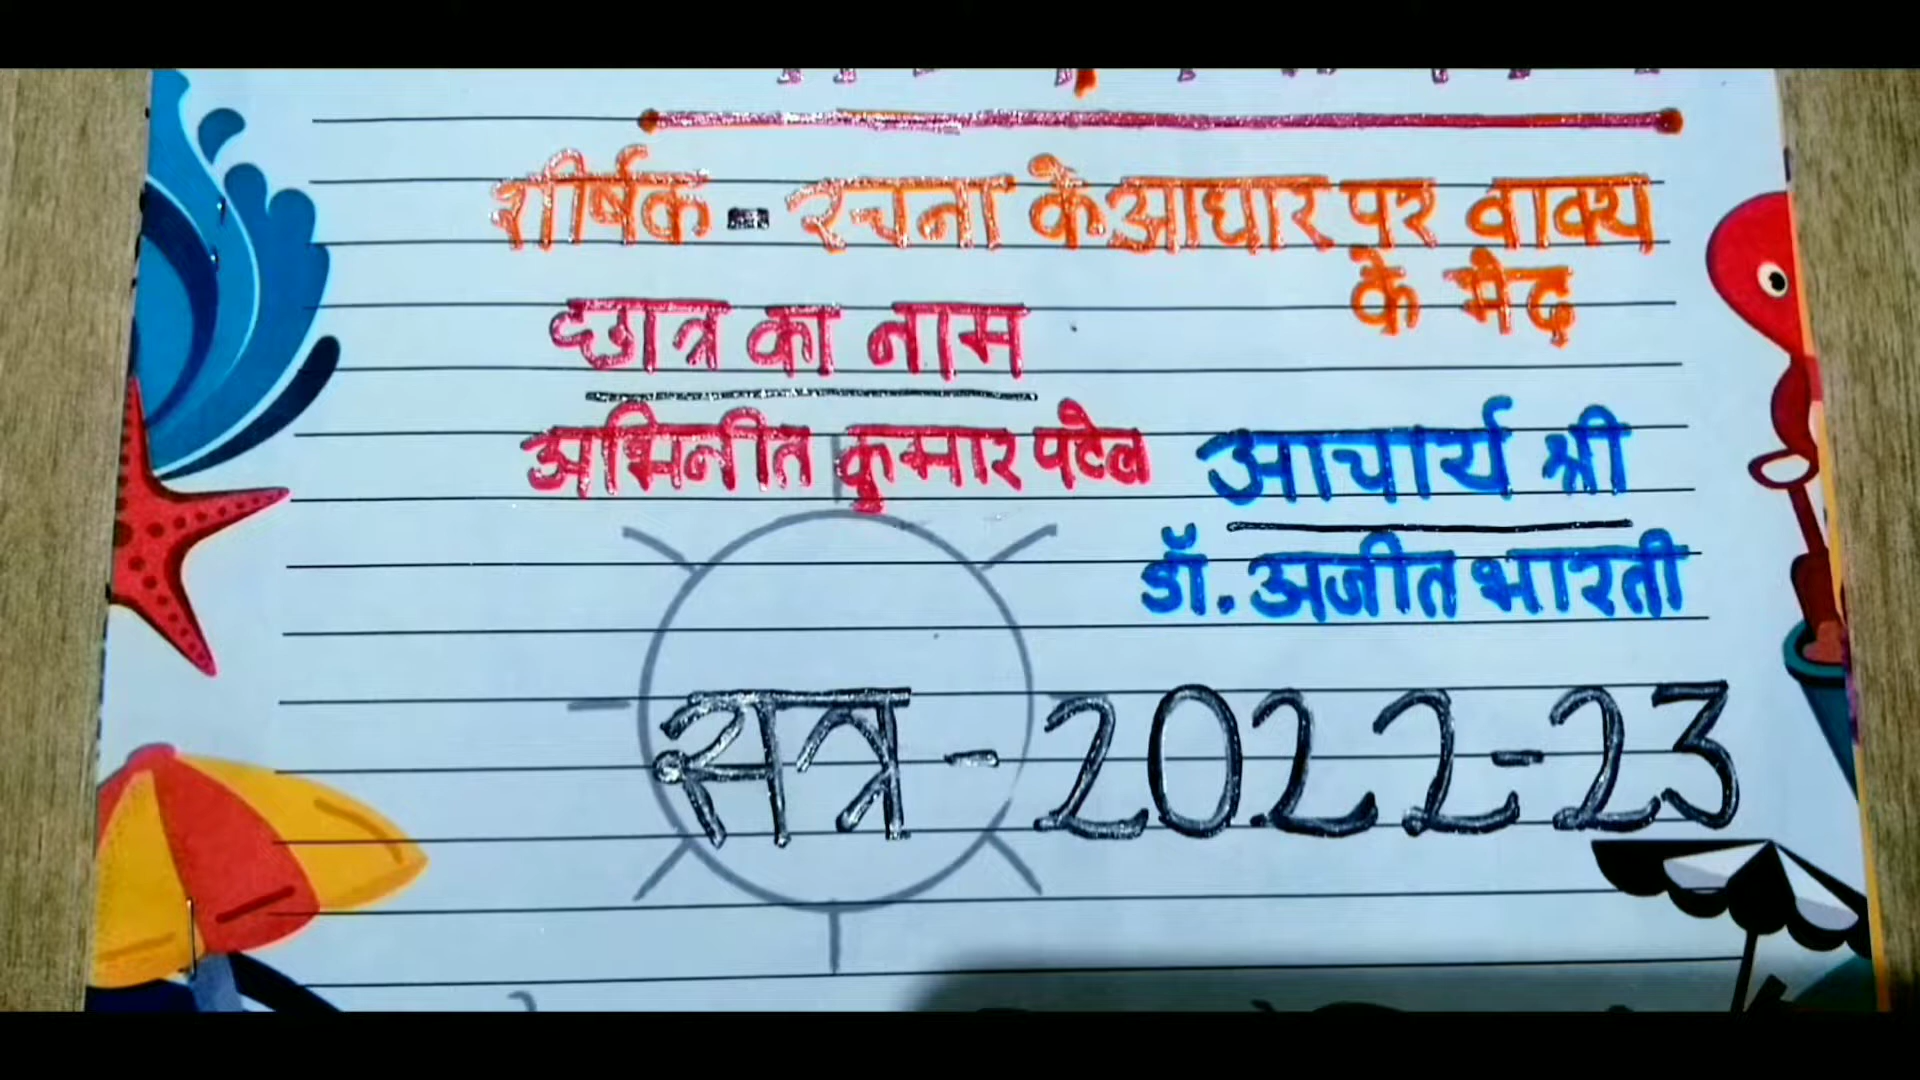 शीर्षक - रचना के आधार पर वाक्य
के भेद
छात्र का नाम
अभिनीत कुमार पटेल
आचार्य श्री
डॉ. अजीत भारती
सत्र - 2022-23